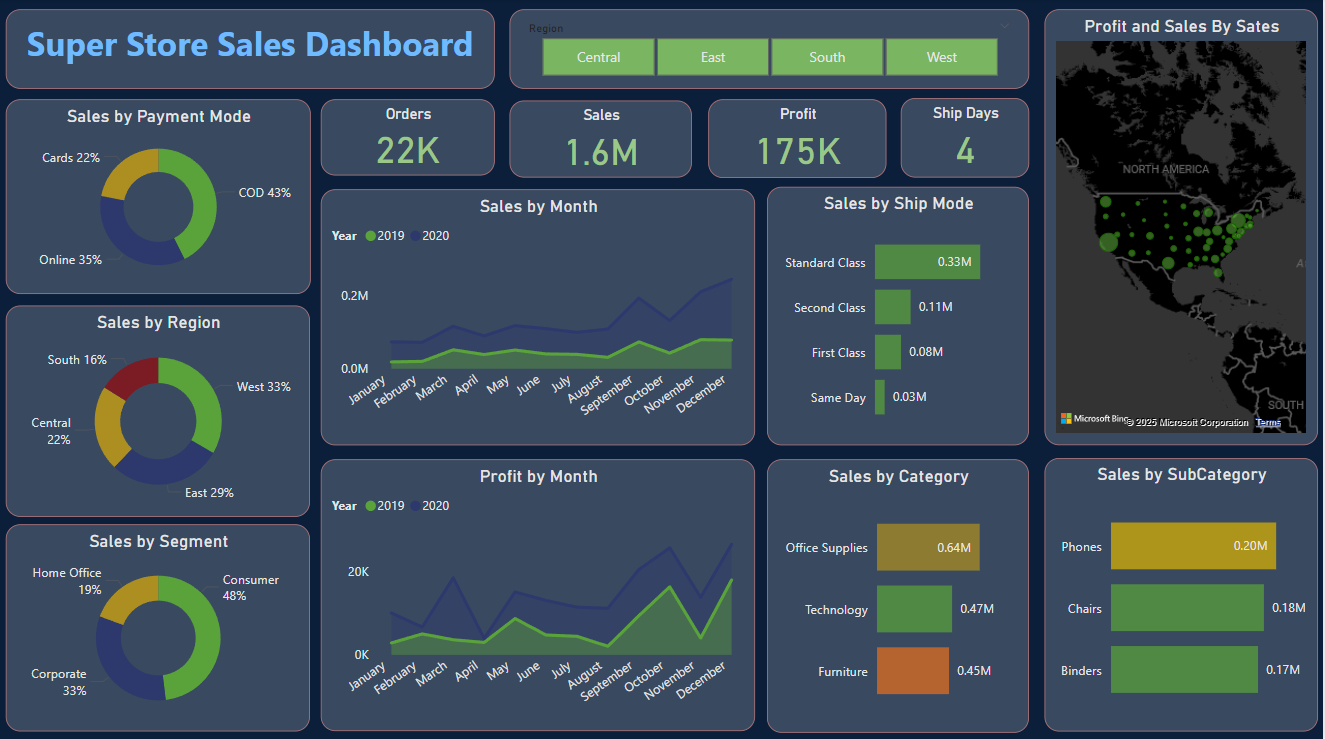 Super Store Sales Dashboard
Region
Central
East
South
West
Profit and Sales By Sates
NORTH AMERICA
A
SOUTH
Microsoft Bing
© 2025 Microsoft Corporation Terms
Sales by Payment Mode
Cards 22%
COD 43%
Online 35%
Orders
22K
Sales
1.6M
Profit
175K
Ship Days
4
Sales by Month
Year 2019 2020
0.2M
0.0M
January
February
March
April
May
June
July
August
September
October
November
December
Sales by Ship Mode
Standard Class 0.33M
Second Class 0.11M
First Class 0.08M
Same Day 0.03M
Sales by Region
South 16%
West 33%
Central
22%
East 29%
Sales by Segment
Home Office
19%
Consumer
48%
Corporate
33%
Profit by Month
Year 2019 2020
20K
0K
January
February
March
April
May
June
July
August
September
October
November
December
Sales by Category
Office Supplies 0.64M
Technology 0.47M
Furniture 0.45M
Sales by SubCategory
Phones 0.20M
Chairs 0.18M
Binders 0.17M